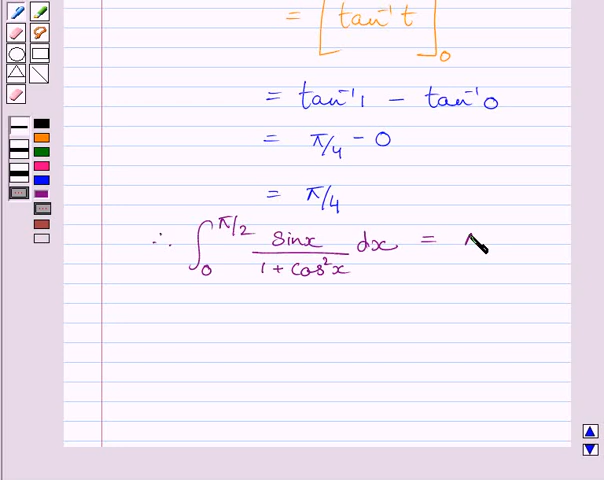 = [tan⁻¹ t]₀
= tan⁻¹1 − tan⁻¹0
= π/4 − 0
= π/4
∴ ∫₀^π/2 sinx / 1 + cos²x dx =